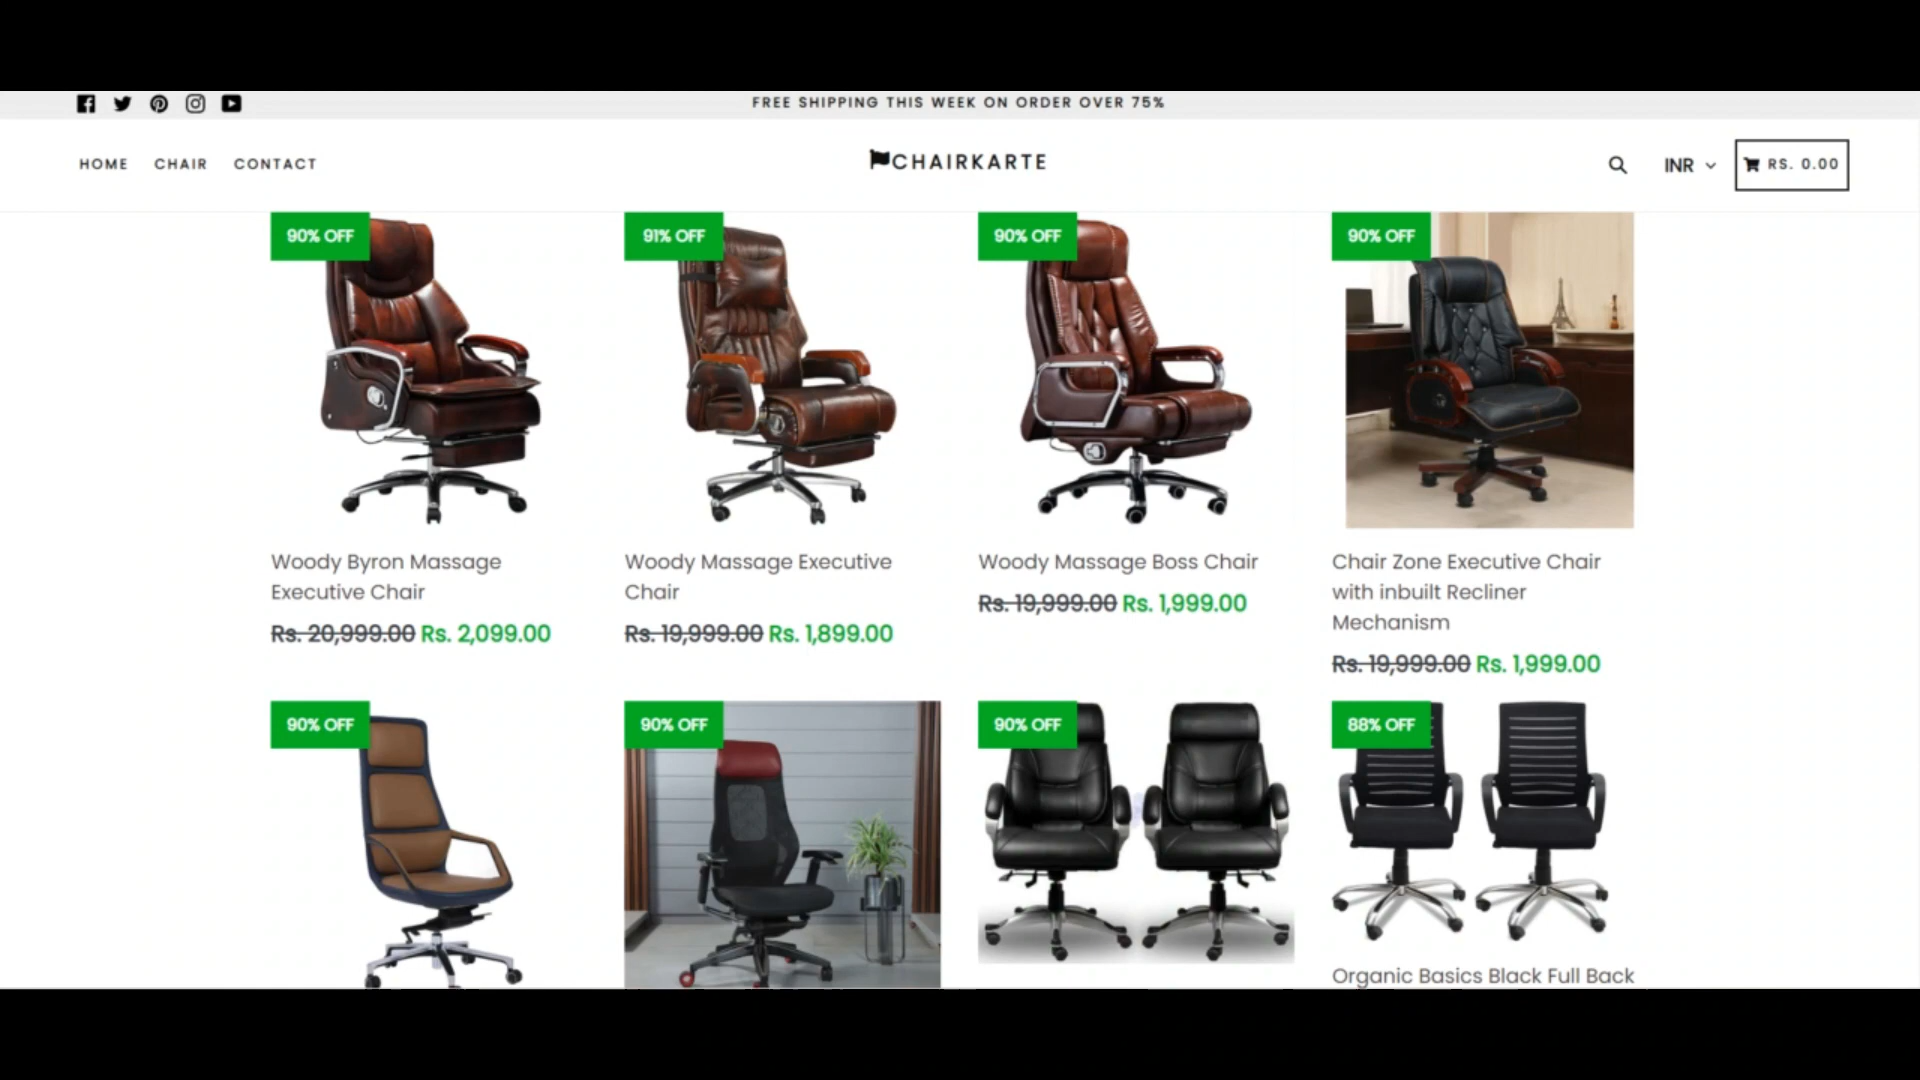 FREE SHIPPING THIS WEEK ON ORDER OVER 75%
HOME CHAIR CONTACT
CHAIRKARTE
INR
RS. 0.00
90% OFF
91% OFF
90% OFF
90% OFF
Woody Byron Massage
Executive Chair
Rs. 20,999.00 Rs. 2,099.00
Woody Massage Executive
Chair
Rs. 19,999.00 Rs. 1,899.00
Woody Massage Boss Chair
Rs. 19,999.00 Rs. 1,999.00
Chair Zone Executive Chair
with inbuilt Recliner
Mechanism
Rs. 19,999.00 Rs. 1,999.00
90% OFF
90% OFF
90% OFF
88% OFF
Organic Basics Black Full Back